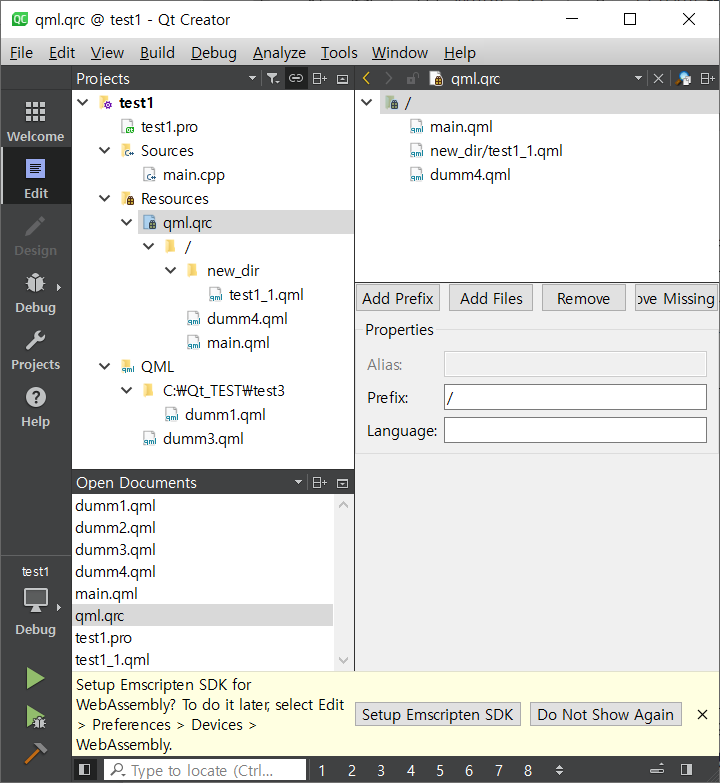 qml.qrc @ test1 - Qt Creator
File Edit View Build Debug Analyze Tools Window Help
Projects
qml.qrc
Welcome
Edit
Design
Debug
Projects
Help
test1
test1.pro
Sources
main.cpp
Resources
qml.qrc
/
new_dir
test1_1.qml
dumm4.qml
main.qml
QML
C:₩Qt_TEST₩test3
dumm1.qml
dumm3.qml
/
main.qml
new_dir/test1_1.qml
dumm4.qml
Add Prefix Add Files Remove ove Missing
Properties
Alias:
Prefix: /
Language:
Open Documents
dumm1.qml
dumm2.qml
dumm3.qml
dumm4.qml
main.qml
qml.qrc
test1.pro
test1_1.qml
test1
Debug
Setup Emscripten SDK for
WebAssembly? To do it later, select Edit
> Preferences > Devices >
WebAssembly.
Setup Emscripten SDK Do Not Show Again
Type to locate (Ctrl... 1 2 3 4 5 6 7 8